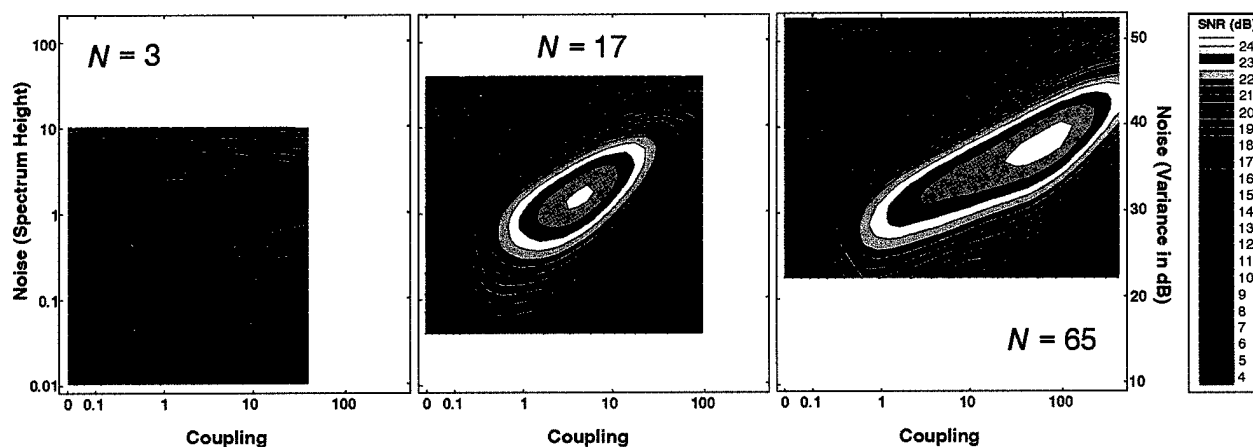 N = 3
N = 17
N = 65
Noise (Spectrum Height)
100
10
1
0.1
0.01
0 0.1 1 10 100
Coupling
0 0.1 1 10 100
Coupling
0 0.1 1 10 100
Coupling
50
40
30
20
10
Noise (Variance in dB)
SNR (dB)
24
23
22
21
20
19
18
17
16
15
14
13
12
11
10
9
8
7
6
5
4